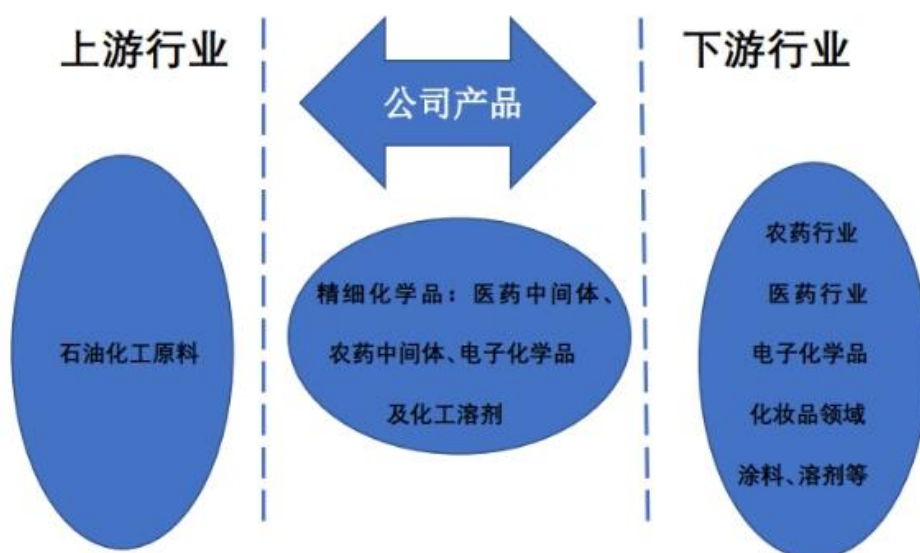 上游行业
公司产品
下游行业
石油化工原料
精细化学品：医药中间体、
农药中间体、电子化学品
及化工溶剂
农药行业
医药行业
电子化学品
化妆品领域
涂料、溶剂等